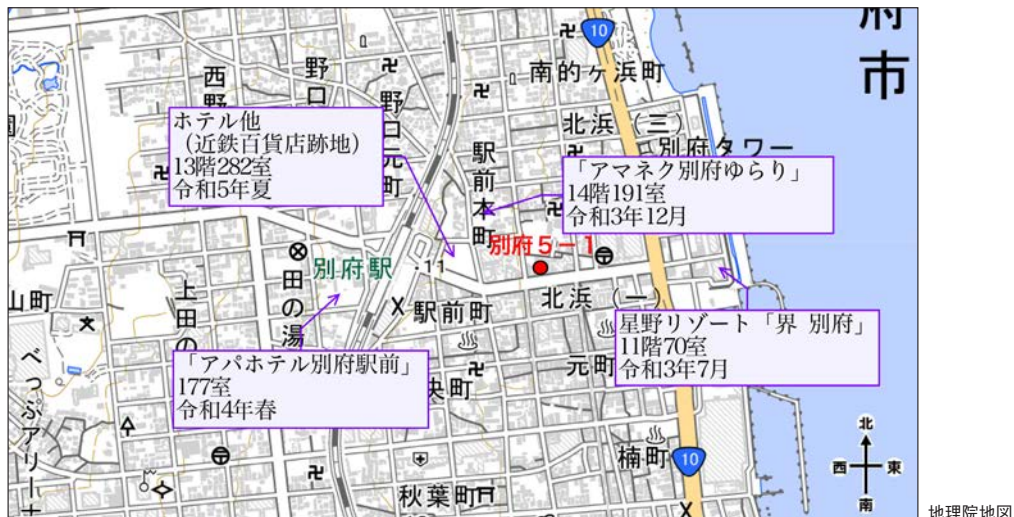 府
市
10
南的ヶ浜町
西野
野口
野口元町
ホテル他
（近鉄百貨店跡地）
13階282室
令和5年夏
北浜（三）
別府タワー
駅前本町
「アマネク別府ゆらり」
14階191室
令和3年12月
別府5－1
別府駅
・11
田の湯
上田の
山町
駅前町
北浜（一）
星野リゾート「界 別府」
11階70室
令和3年7月
「アパホテル別府駅前」
177室
令和4年春
元町
央町
べっぷアリーナ
楠町
10
秋葉町
北
西
東
南
地理院地図